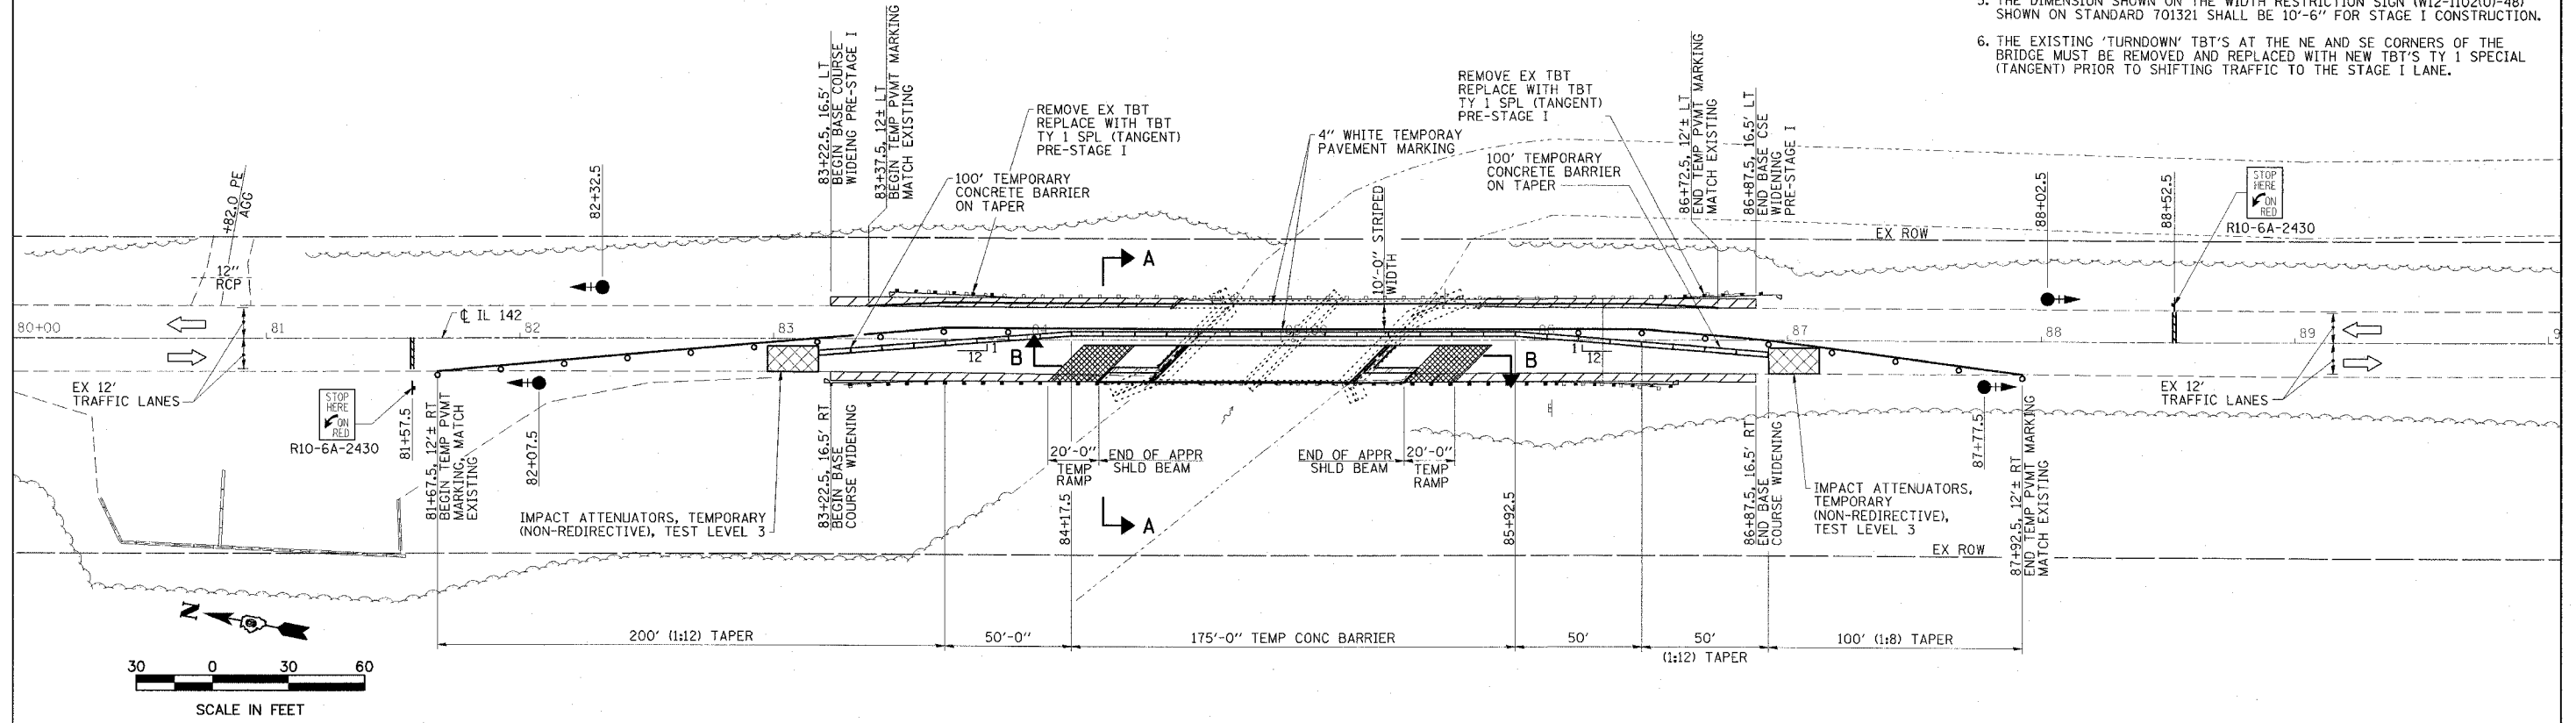 5. THE DIMENSION SHOWN ON THE WIDTH RESTRICTION SIGN (W12-1102(O)-48)
SHOWN ON STANDARD 701321 SHALL BE 10'-6" FOR STAGE I CONSTRUCTION.
6. THE EXISTING 'TURNDOWN' TBT'S AT THE NE AND SE CORNERS OF THE
BRIDGE MUST BE REMOVED AND REPLACED WITH NEW TBT'S TY 1 SPECIAL
(TANGENT) PRIOR TO SHIFTING TRAFFIC TO THE STAGE I LANE.
83+22.5, 16.5' LT
BEGIN BASE COURSE
WIDEING PRE-STAGE I
83+37.5, 12± LT
BEGIN TEMP PVMT MARKING
MATCH EXISTING
REMOVE EX TBT
REPLACE WITH TBT
TY 1 SPL (TANGENT)
PRE-STAGE I
100' TEMPORARY
CONCRETE BARRIER
ON TAPER
4" WHITE TEMPORAY
PAVEMENT MARKING
REMOVE EX TBT
REPLACE WITH TBT
TY 1 SPL (TANGENT)
PRE-STAGE I
100' TEMPORARY
CONCRETE BARRIER
ON TAPER
10'-0" STRIPED
WIDTH
86+72.5, 12'± LT
END TEMP PVMT MARKING
MATCH EXISTING
86+87.5, 16.5' LT
END BASE CSE
WIDENING
PRE-STAGE I
+82.0 PE
AGG
12"
RCP
82+32.5
88+02.5
88+52.5
STOP
HERE
ON
RED
R10-6A-2430
EX ROW
A
80+00
81
℄ IL 142
82
83
84
86
87
88
89
9
B
1
12
1
12
B
EX 12'
TRAFFIC LANES
STOP
HERE
ON
RED
R10-6A-2430
81+57.5
81+67.5, 12'± RT
BEGIN TEMP PVMT
MARKING, MATCH
EXISTING
82+07.5
IMPACT ATTENUATORS, TEMPORARY
(NON-REDIRECTIVE), TEST LEVEL 3
83+22.5, 16.5' RT
BEGIN BASE
COURSE WIDENING
20'-0"
TEMP
RAMP
END OF APPR
SHLD BEAM
84+17.5
A
END OF APPR
SHLD BEAM
20'-0"
TEMP
RAMP
85+92.5
E
86+87.5, 16.5' RT
END BASE
COURSE WIDENING
IMPACT ATTENUATORS,
TEMPORARY
(NON-REDIRECTIVE),
TEST LEVEL 3
87+77.5
87+92.5, 12'± RT
END TEMP PVMT MARKING
MATCH EXISTING
EX 12'
TRAFFIC LANES
EX ROW
N
200' (1:12) TAPER
50'-0"
175'-0" TEMP CONC BARRIER
50'
50'
(1:12) TAPER
100' (1:8) TAPER
30 0 30 60
SCALE IN FEET